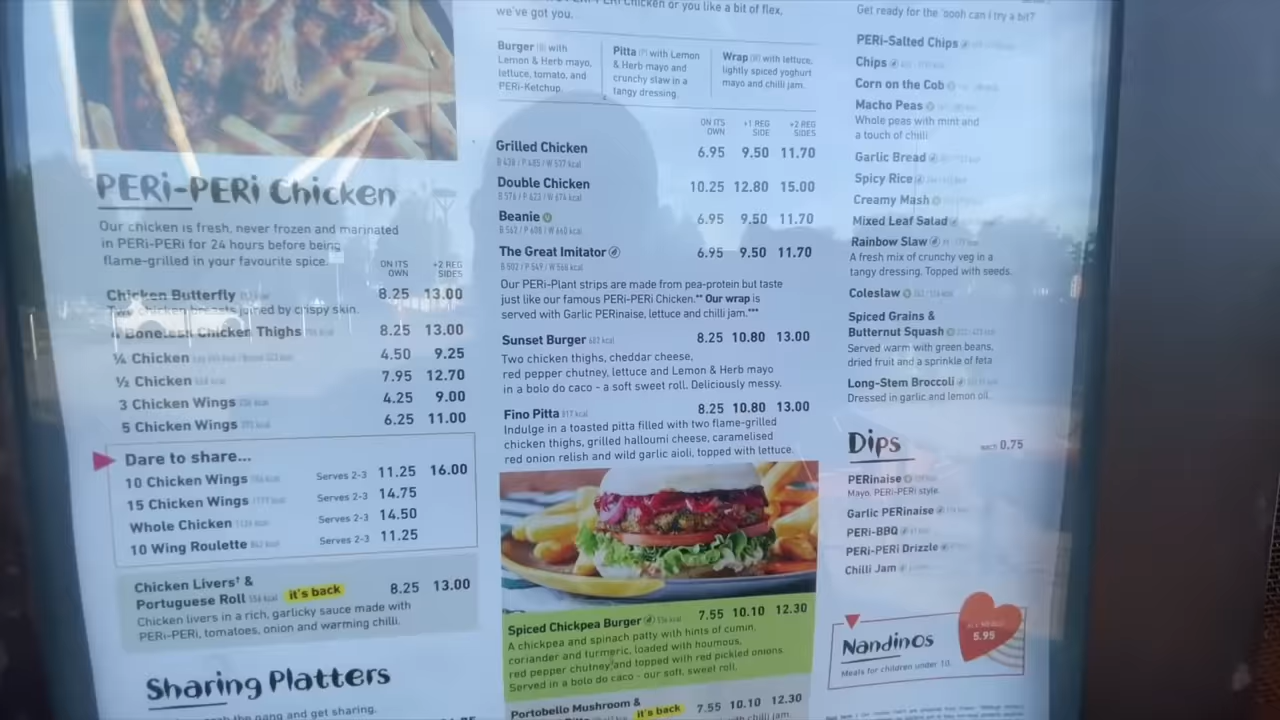 PERi-PERi Chicken
Our chicken is fresh, never frozen and marinated
in PERi-PERi for 24 hours before being
flame-grilled in your favourite spice.
ON ITS OWN +2 REG SIDES
Chicken Butterfly 8.25 13.00
Two chicken breasts joined by crispy skin.
4 Boneless Chicken Thighs 8.25 13.00
¼ Chicken 4.50 9.25
½ Chicken 7.95 12.70
3 Chicken Wings 4.25 9.00
5 Chicken Wings 6.25 11.00
Dare to share...
10 Chicken Wings Serves 2-3 11.25 16.00
15 Chicken Wings Serves 2-3 14.75
Whole Chicken Serves 2-3 14.50
10 Wing Roulette Serves 2-3 11.25
Chicken Livers† &
Portuguese Roll it's back 8.25 13.00
Chicken livers in a rich, garlicky sauce made with
PERi-PERi, tomatoes, onion and warming chilli.
Sharing Platters
the gang and get sharing.
Chicken or you like a bit of flex,
we've got you.
Burger (B) with
Lemon & Herb mayo,
lettuce, tomato, and
PERi-Ketchup.
Pitta (P) with Lemon
& Herb mayo and
crunchy slaw in a
tangy dressing.
Wrap (W) with lettuce,
lightly spiced yoghurt
mayo and chilli jam.
ON ITS OWN +1 REG SIDE +2 REG SIDES
Grilled Chicken 6.95 9.50 11.70
Double Chicken 10.25 12.80 15.00
Beanie 6.95 9.50 11.70
The Great Imitator 6.95 9.50 11.70
Our PERi-Plant strips are made from pea-protein but taste
just like our famous PERi-PERi Chicken.** Our wrap is
served with Garlic PERinaise, lettuce and chilli jam.***
Sunset Burger 8.25 10.80 13.00
Two chicken thighs, cheddar cheese,
red pepper chutney, lettuce and Lemon & Herb mayo
in a bolo do caco - a soft sweet roll. Deliciously messy.
Fino Pitta 8.25 10.80 13.00
Indulge in a toasted pitta filled with two flame-grilled
chicken thighs, grilled halloumi cheese, caramelised
red onion relish and wild garlic aioli, topped with lettuce.
Spiced Chickpea Burger 7.55 10.10 12.30
A chickpea and spinach patty with hints of cumin,
coriander and turmeric, loaded with houmous,
red pepper chutney and topped with red pickled onions.
Served in a bolo do caco - our soft, sweet roll.
Portobello Mushroom &
it's back 7.55 10.10 12.30
Get ready for the 'oooh can I try a bit?'
PERi-Salted Chips
Chips
Corn on the Cob
Macho Peas
Whole peas with mint and
a touch of chilli
Garlic Bread
Spicy Rice
Creamy Mash
Mixed Leaf Salad
Rainbow Slaw
A fresh mix of crunchy veg in a
tangy dressing. Topped with seeds.
Coleslaw
Spiced Grains &
Butternut Squash
Served warm with green beans,
dried fruit and a sprinkle of feta
Long-Stem Broccoli
Dressed in garlic and lemon oil.
Dips each 0.75
PERinaise
Mayo, PERi-PERi style.
Garlic PERinaise
PERi-BBQ
PERi-PERi Drizzle
Chilli Jam
Nandinos
Meals for children under 10.
5.95